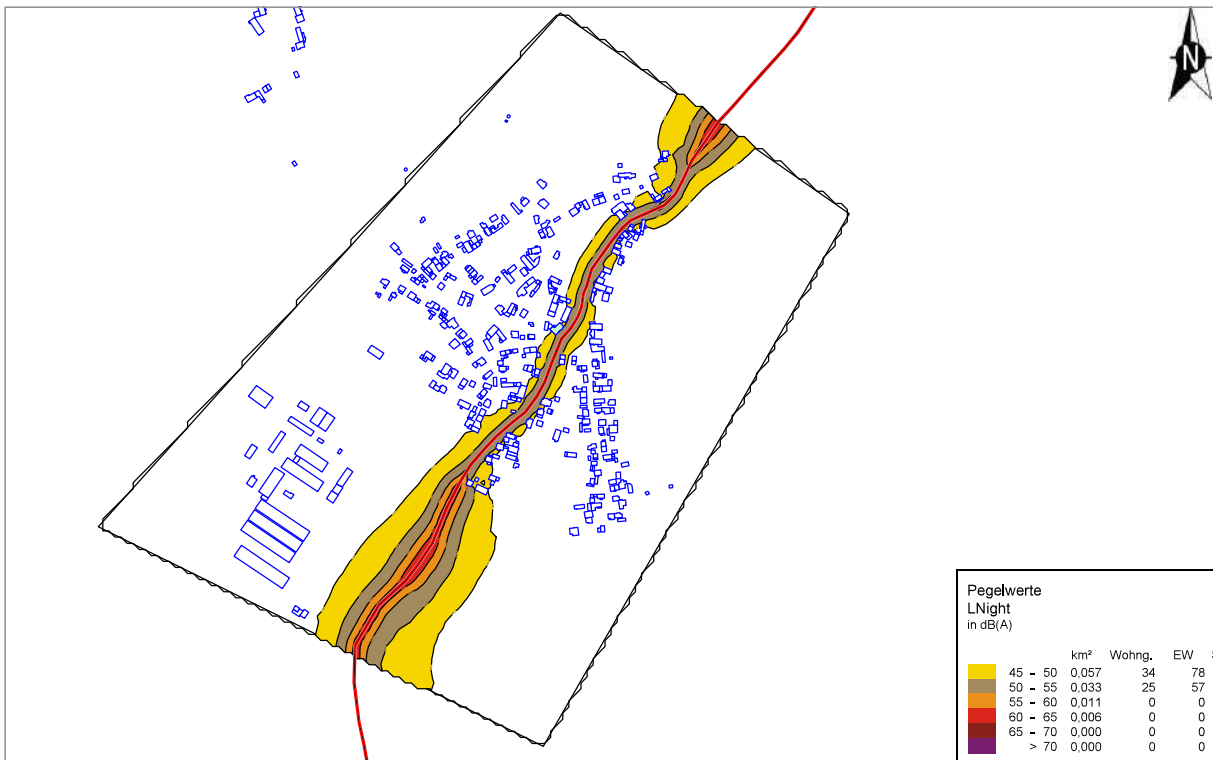 N
Pegelwerte
LNight
in dB(A)
km² Wohng. EW
45 - 50 0,057 34 78
50 - 55 0,033 25 57
55 - 60 0,011 0 0
60 - 65 0,006 0 0
65 - 70 0,000 0 0
> 70 0,000 0 0